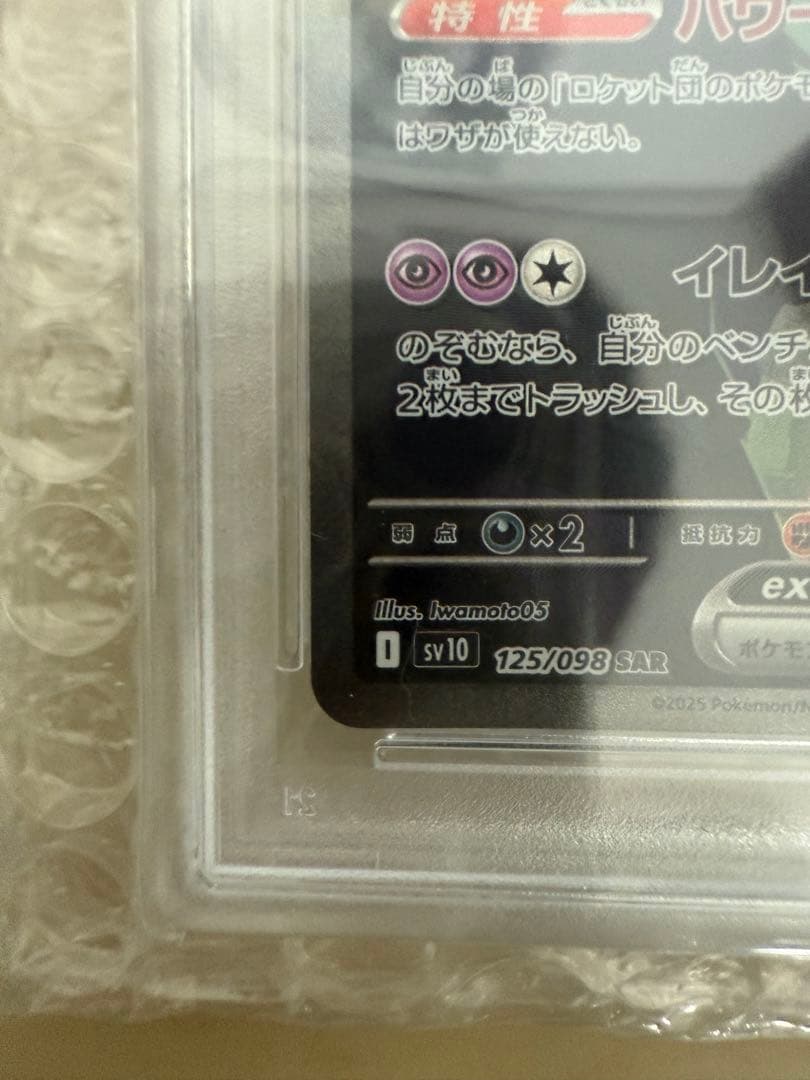 特性 パワー
自分の場の「ロケット団のポケモ
はワザが使えない。
イレイ
のぞむなら、自分のベンチ
2枚までトラッシュし、その枚
弱点 ×2 抵抗力
Illus. Iwamoto05
ex
I sv10 125/098 SAR
ポケモン
©2025 Pokémon/N